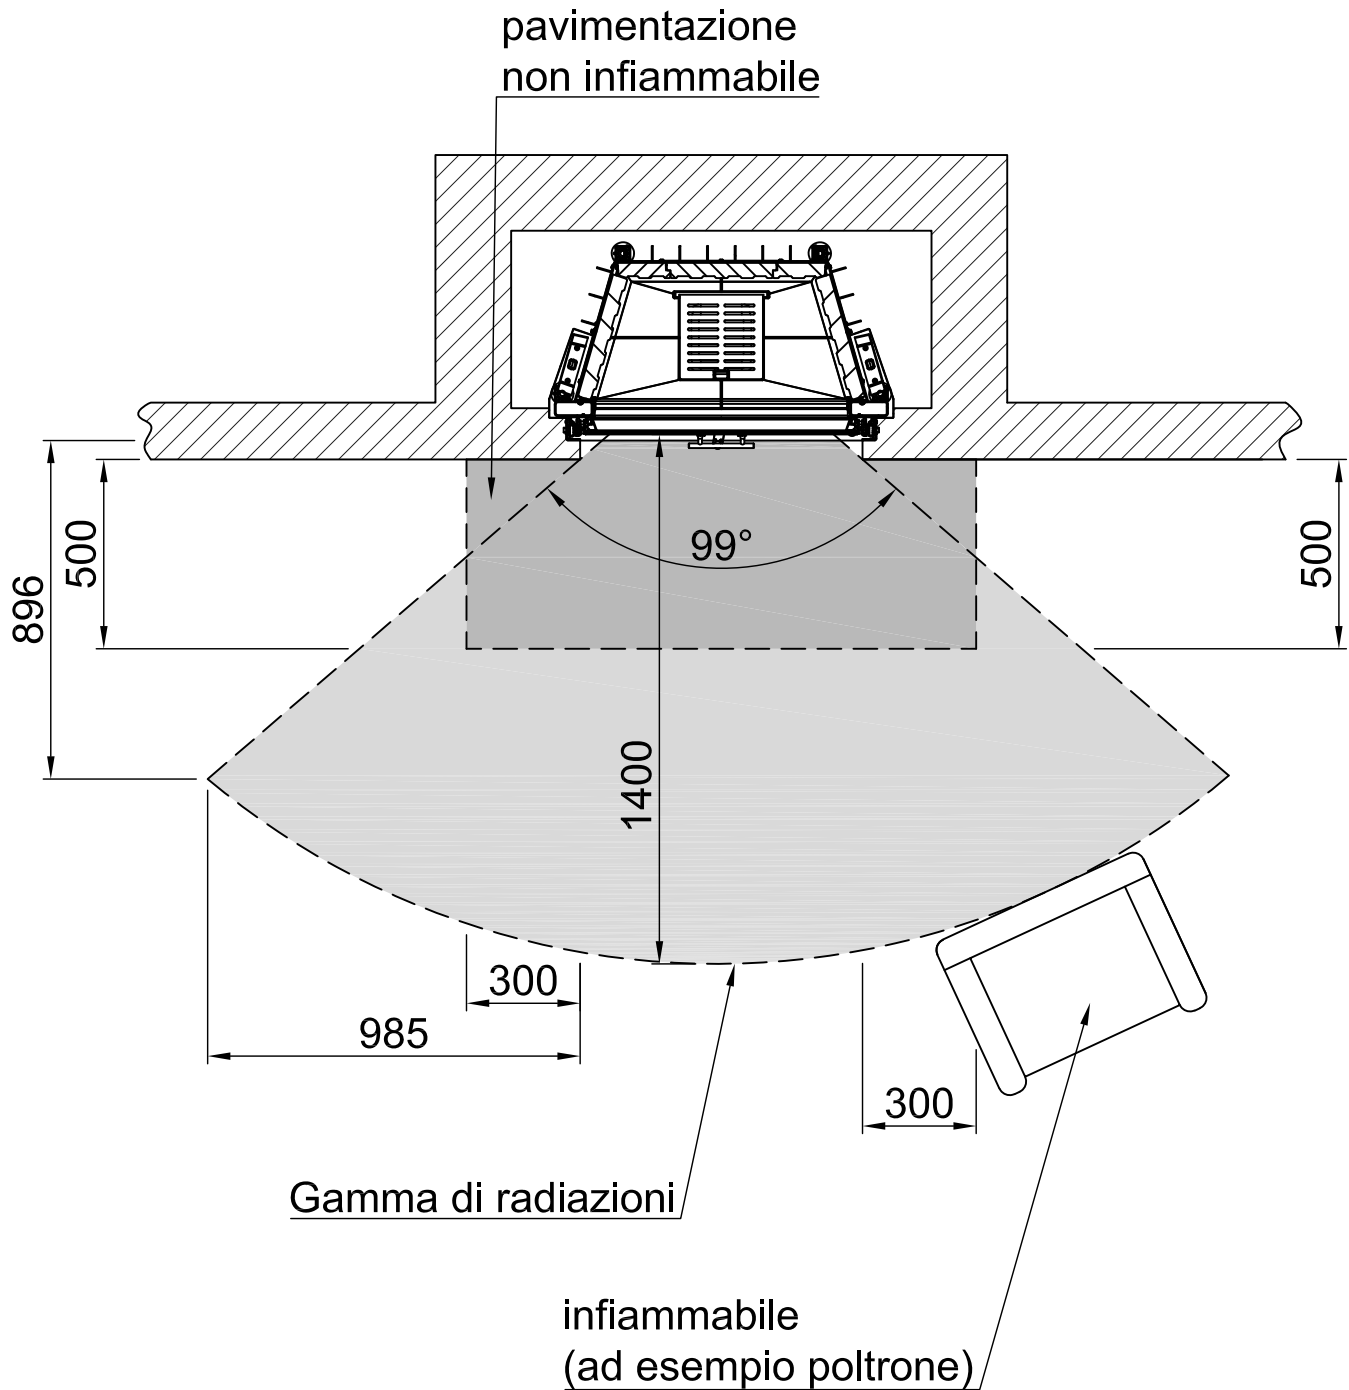 pavimentazione
non infiammabile
99°
500
500
896
1400
300
985
300
Gamma di radiazioni
infiammabile
(ad esempio poltrone)